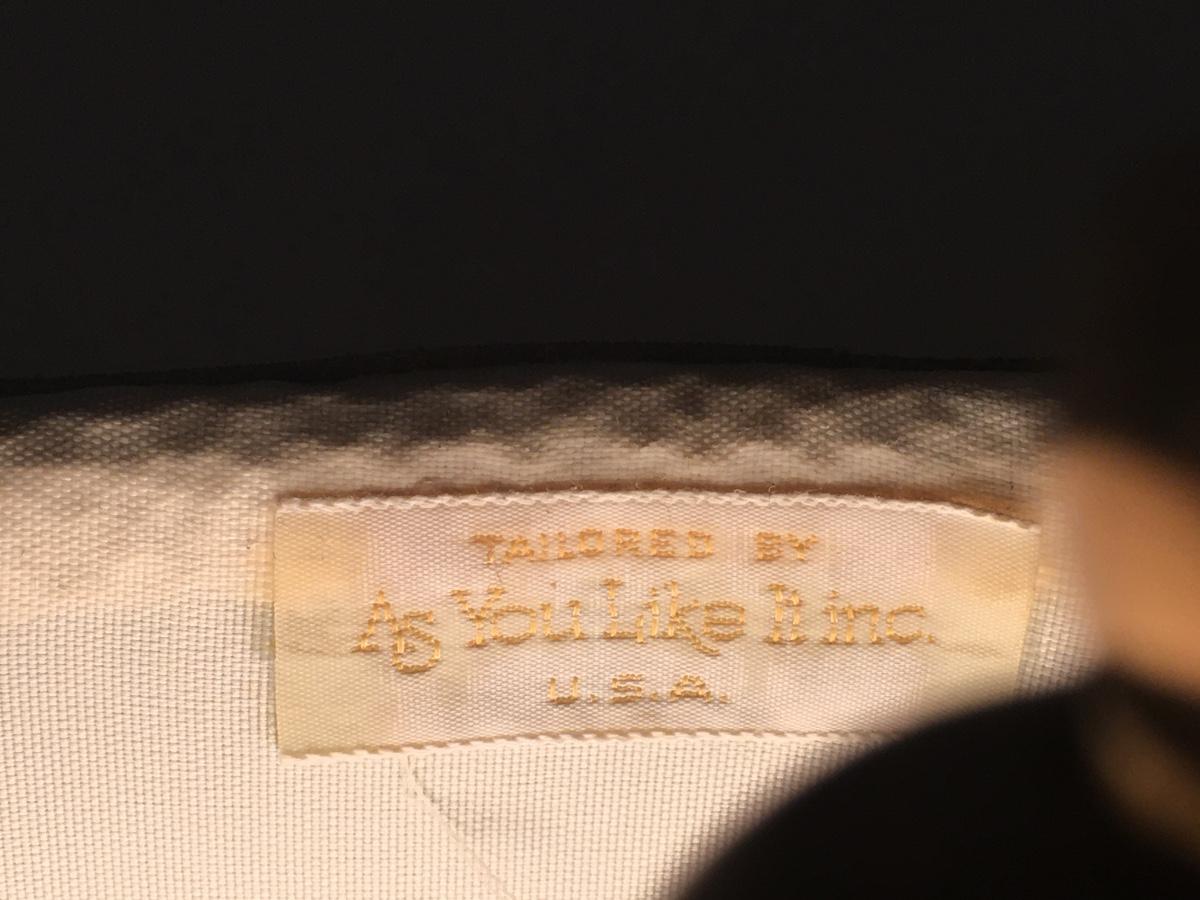 TAILORED BY
As You Like It inc.
U.S.A.